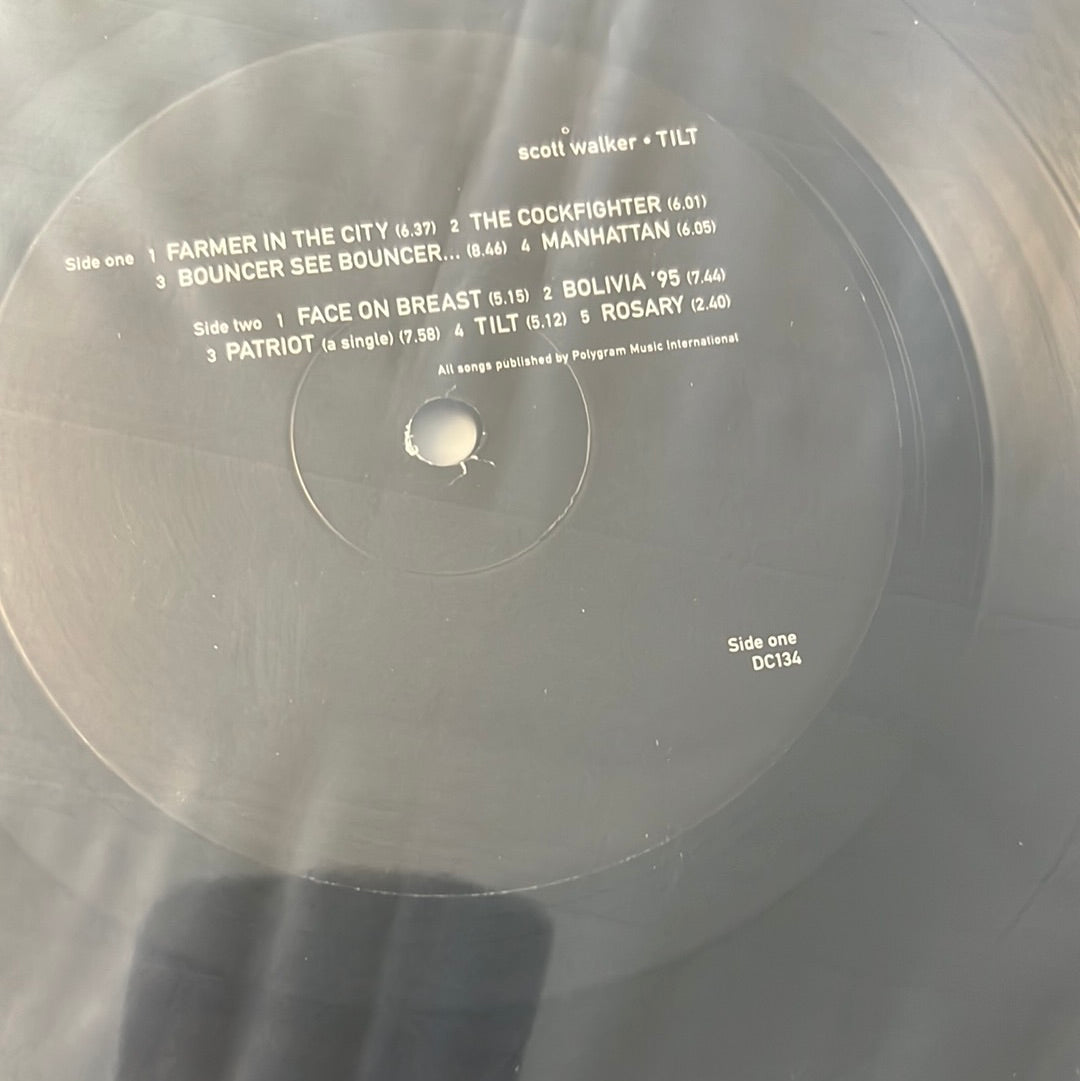 scott walker • TILT
Side one 1 FARMER IN THE CITY (6.37) 2 THE COCKFIGHTER (6.01)
3 BOUNCER SEE BOUNCER... (8.46) 4 MANHATTAN (6.05)
Side two 1 FACE ON BREAST (5.15) 2 BOLIVIA '95 (7.44)
3 PATRIOT (a single) (7.58) 4 TILT (5.12) 5 ROSARY (2.40)
All songs published by Polygram Music International
Side one
DC134